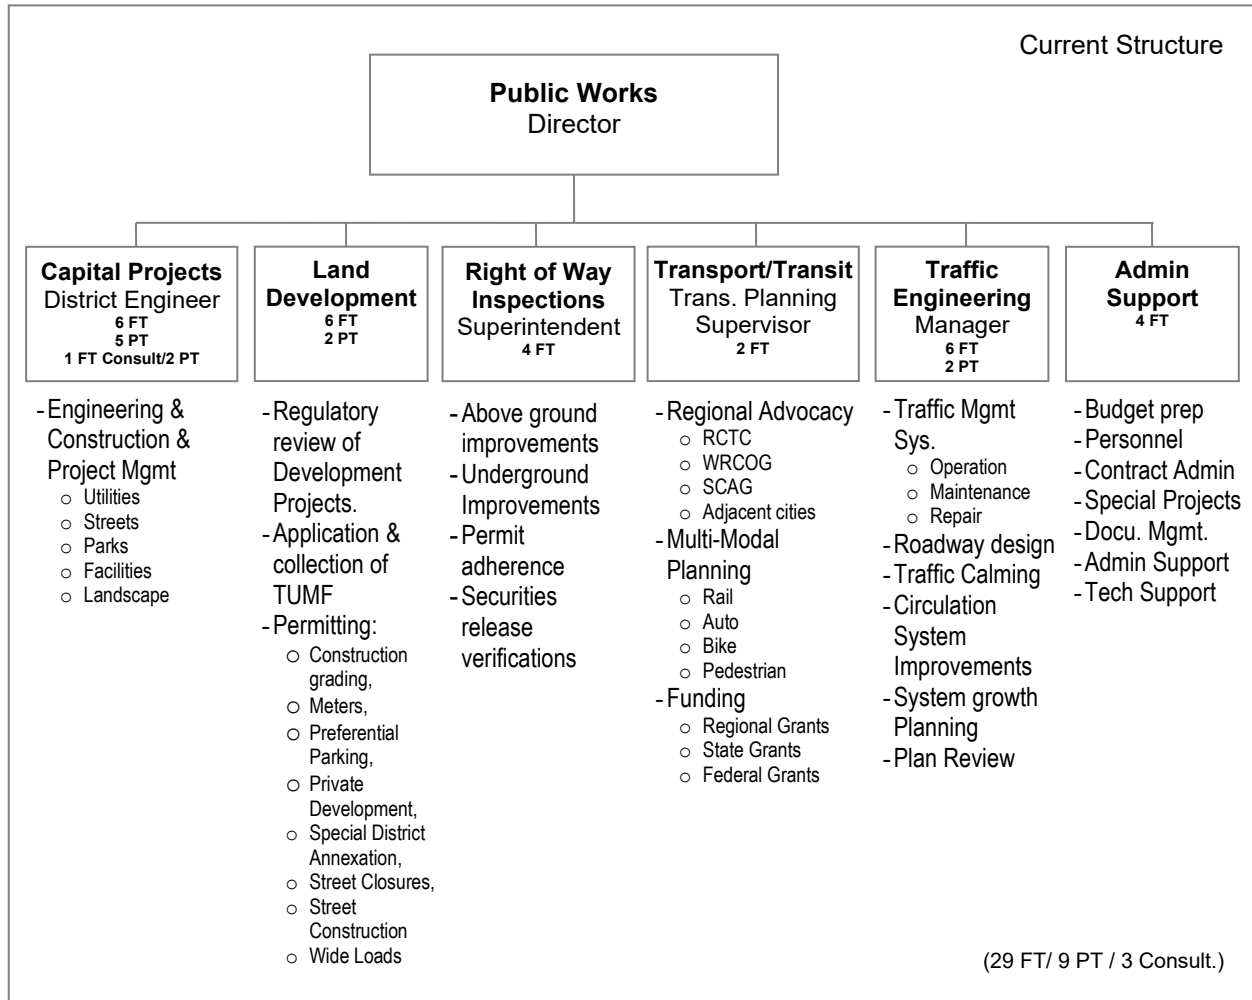 Current Structure
Public Works
Director
Capital Projects
District Engineer
6 FT
5 PT
1 FT Consult/2 PT
Land
Development
6 FT
2 PT
Right of Way
Inspections
Superintendent
4 FT
Transport/Transit
Trans. Planning
Supervisor
2 FT
Traffic
Engineering
Manager
6 FT
2 PT
Admin
Support
4 FT
-Engineering &
Construction &
Project Mgmt
o Utilities
o Streets
o Parks
o Facilities
o Landscape
-Regulatory
review of
Development
Projects.
-Application &
collection of
TUMF
-Permitting:
o Construction
grading,
o Meters,
o Preferential
Parking,
o Private
Development,
o Special District
Annexation,
o Street Closures,
o Street
Construction
o Wide Loads
-Above ground
improvements
-Underground
Improvements
-Permit
adherence
-Securities
release
verifications
-Regional Advocacy
o RCTC
o WRCOG
o SCAG
o Adjacent cities
-Multi-Modal
Planning
o Rail
o Auto
o Bike
o Pedestrian
-Funding
o Regional Grants
o State Grants
o Federal Grants
-Traffic Mgmt
Sys.
o Operation
o Maintenance
o Repair
-Roadway design
-Traffic Calming
-Circulation
System
Improvements
-System growth
Planning
-Plan Review
-Budget prep
-Personnel
-Contract Admin
-Special Projects
-Docu. Mgmt.
-Admin Support
-Tech Support
(29 FT/ 9 PT / 3 Consult.)